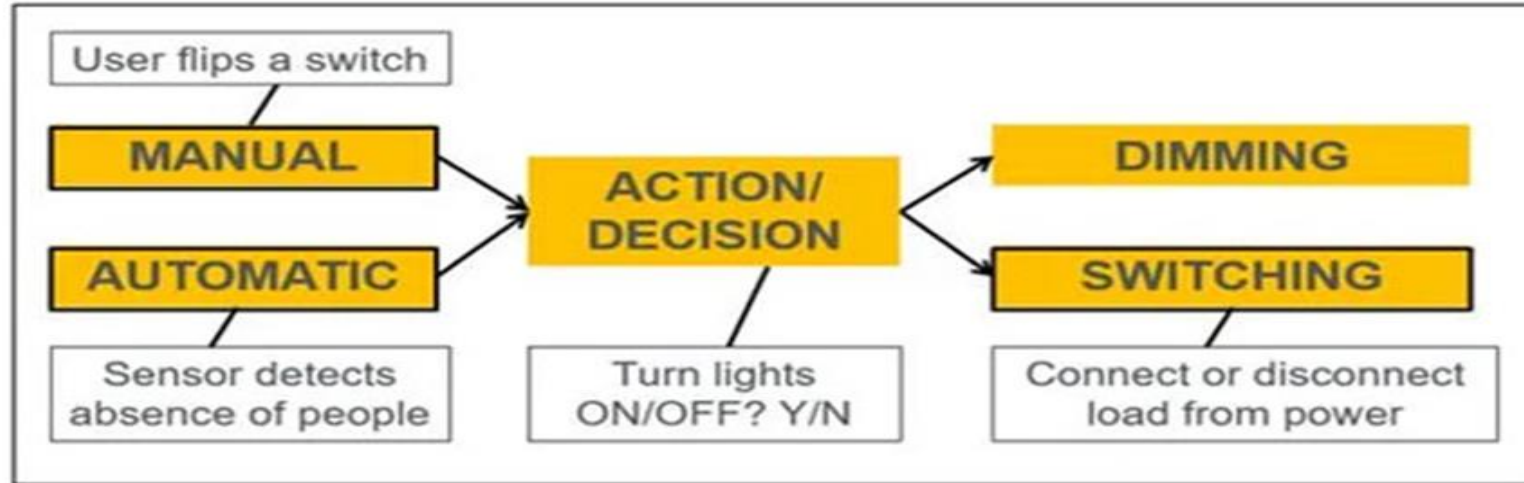 User flips a switch
MANUAL
AUTOMATIC
Sensor detects
absence of people
ACTION/
DECISION
Turn lights
ON/OFF? Y/N
DIMMING
SWITCHING
Connect or disconnect
load from power